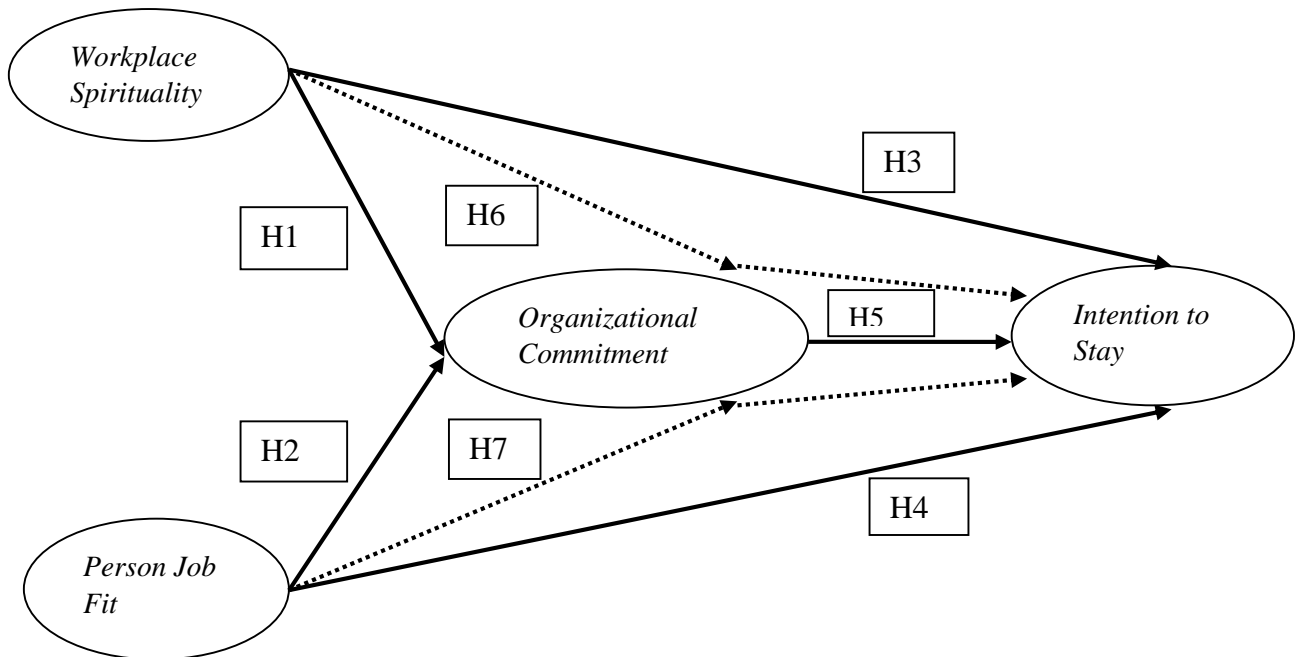 Workplace
Spirituality
H3
H6
H1
Organizational
Commitment
H5
Intention to
Stay
H2
H7
H4
Person Job
Fit